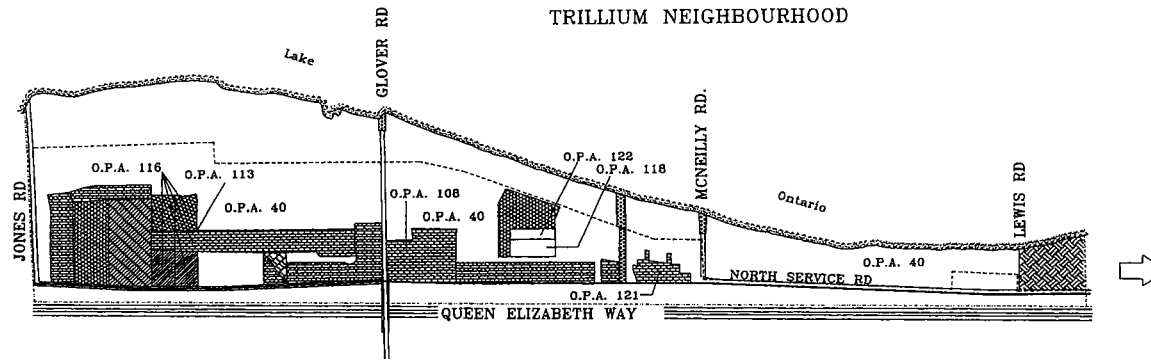 TRILLIUM NEIGHBOURHOOD
Lake
GLOVER RD
MCNEILLY RD.
O.P.A. 122
O.P.A. 118
O.P.A. 116
O.P.A. 113
O.P.A. 108
JONES RD
O.P.A. 40
O.P.A. 40
Ontario
LEWIS RD
O.P.A. 40
NORTH SERVICE RD
O.P.A. 121
QUEEN ELIZABETH WAY